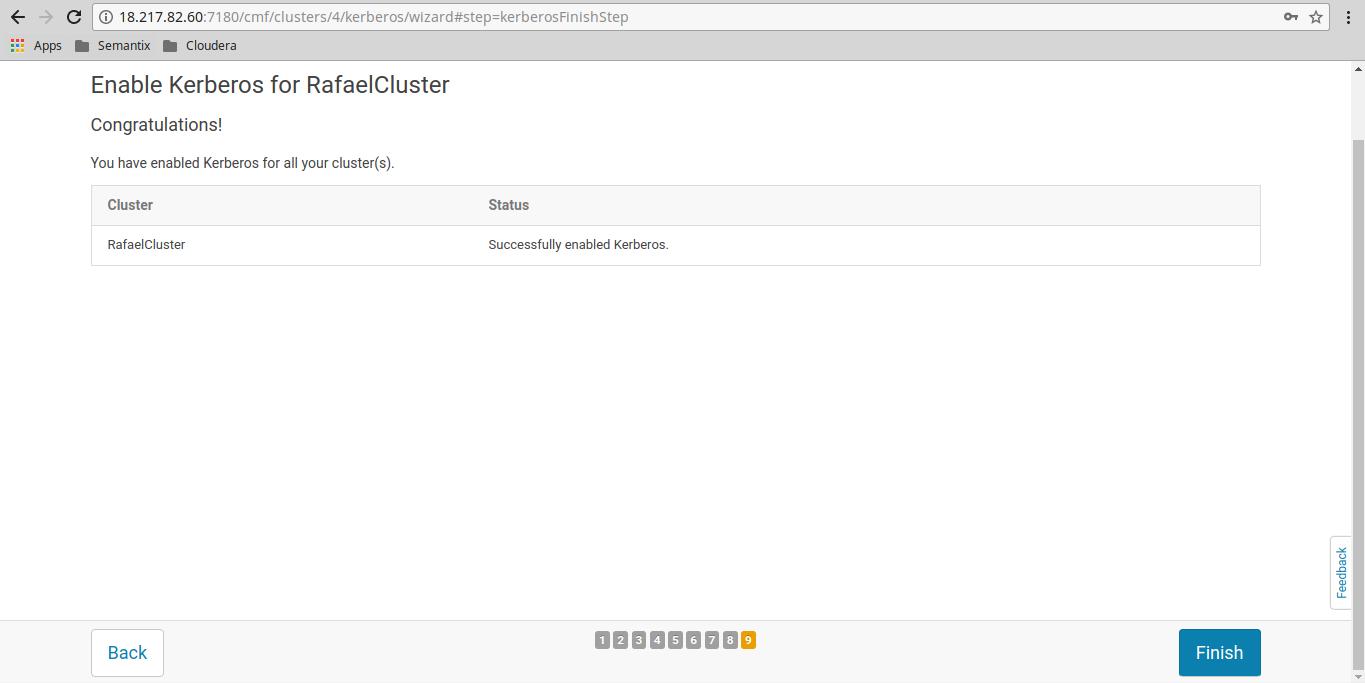 18.217.82.60:7180/cmf/clusters/4/kerberos/wizard#step=kerberosFinishStep
Apps Semantix Cloudera
Enable Kerberos for RafaelCluster
Congratulations!
You have enabled Kerberos for all your cluster(s).
Cluster Status
RafaelCluster Successfully enabled Kerberos.
Feedback
Back 1 2 3 4 5 6 7 8 9 Finish